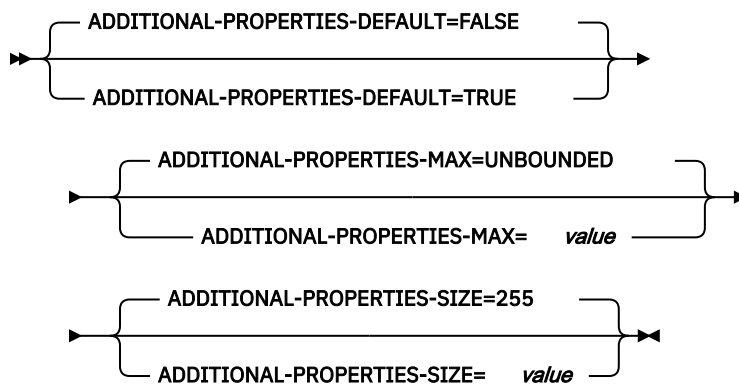 ADDITIONAL-PROPERTIES-DEFAULT=FALSE
ADDITIONAL-PROPERTIES-DEFAULT=TRUE
ADDITIONAL-PROPERTIES-MAX=UNBOUNDED
ADDITIONAL-PROPERTIES-MAX= value
ADDITIONAL-PROPERTIES-SIZE=255
ADDITIONAL-PROPERTIES-SIZE= value